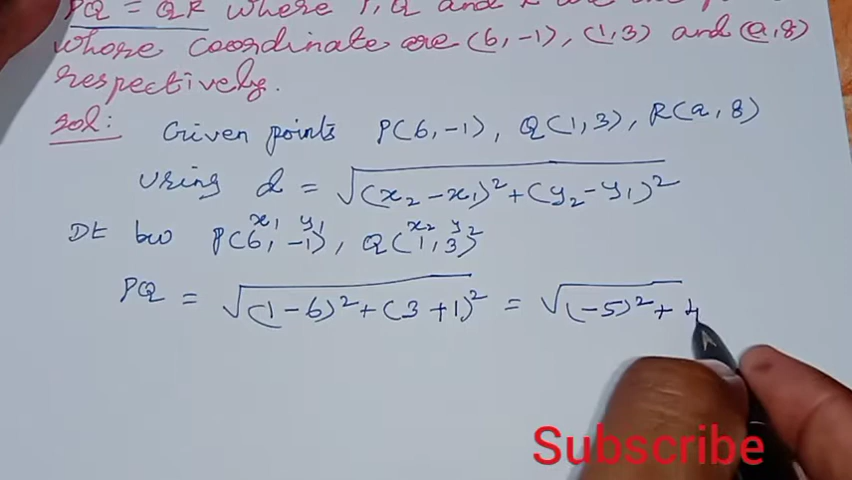 PQ = QR where P, Q and R are the
whose coordinate are (6, -1), (1, 3) and (a, 8)
respectively.
sol: Given points P(6, -1), Q(1, 3), R(a, 8)
using d = √(x₂ - x₁)² + (y₂ - y₁)²
Dt bw P(6, -1), Q(1, 3)
x₁ y₁ x₂ y₂
PQ = √(1 - 6)² + (3 + 1)² = √(-5)² + 4
Subscribe